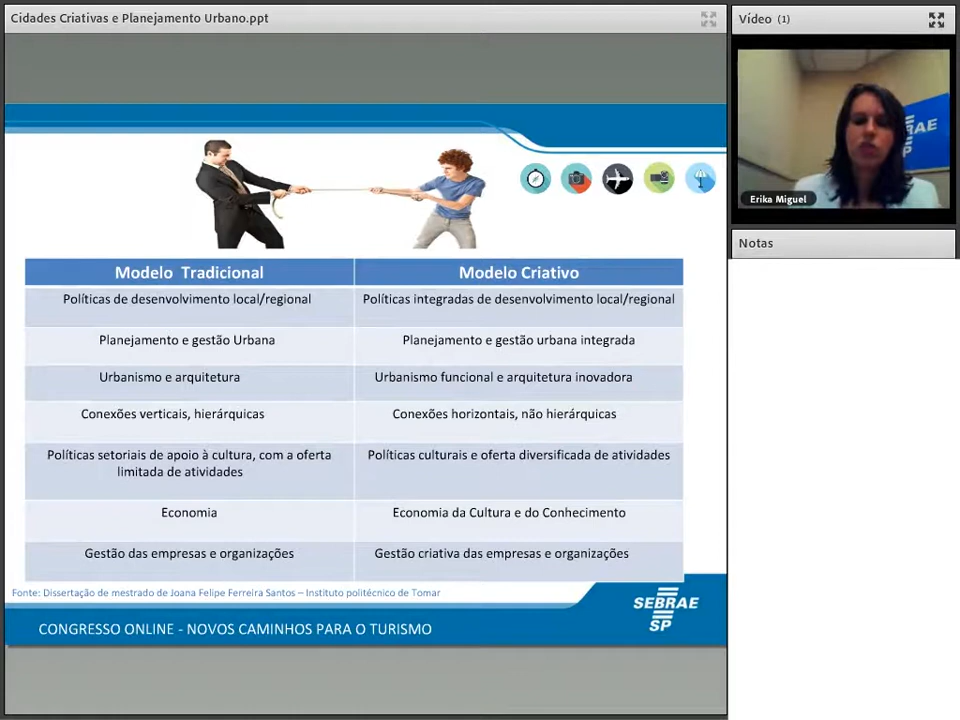 Cidades Criativas e Planejamento Urbano.ppt
Vídeo (1)
RAE
SP
Erika Miguel
Notas
Modelo Tradicional
Modelo Criativo
Políticas de desenvolvimento local/regional
Políticas integradas de desenvolvimento local/regional
Planejamento e gestão Urbana
Planejamento e gestão urbana integrada
Urbanismo e arquitetura
Urbanismo funcional e arquitetura inovadora
Conexões verticais, hierárquicas
Conexões horizontais, não hierárquicas
Políticas setoriais de apoio à cultura, com a oferta
limitada de atividades
Políticas culturais e oferta diversificada de atividades
Economia
Economia da Cultura e do Conhecimento
Gestão das empresas e organizações
Gestão criativa das empresas e organizações
Fonte: Dissertação de mestrado de Joana Felipe Ferreira Santos – Instituto politécnico de Tomar
SEBRAE
SP
CONGRESSO ONLINE - NOVOS CAMINHOS PARA O TURISMO